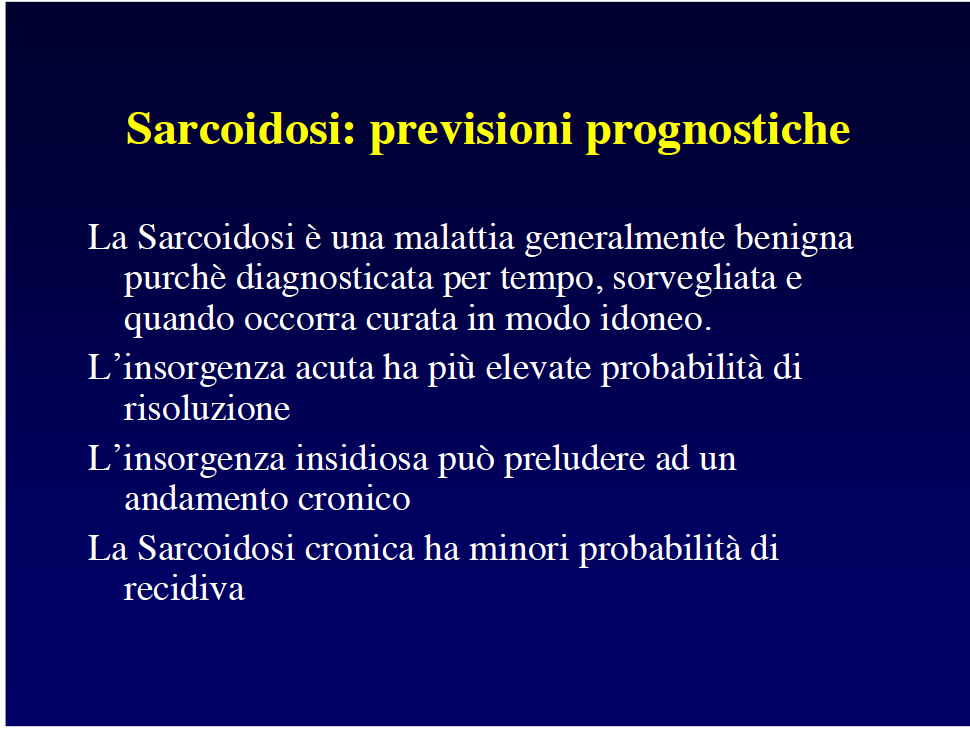 Sarcoidosi: previsioni prognostiche
La Sarcoidosi è una malattia generalmente benigna
purchè diagnosticata per tempo, sorvegliata e
quando occorra curata in modo idoneo.
L’insorgenza acuta ha più elevate probabilità di
risoluzione
L’insorgenza insidiosa può preludere ad un
andamento cronico
La Sarcoidosi cronica ha minori probabilità di
recidiva